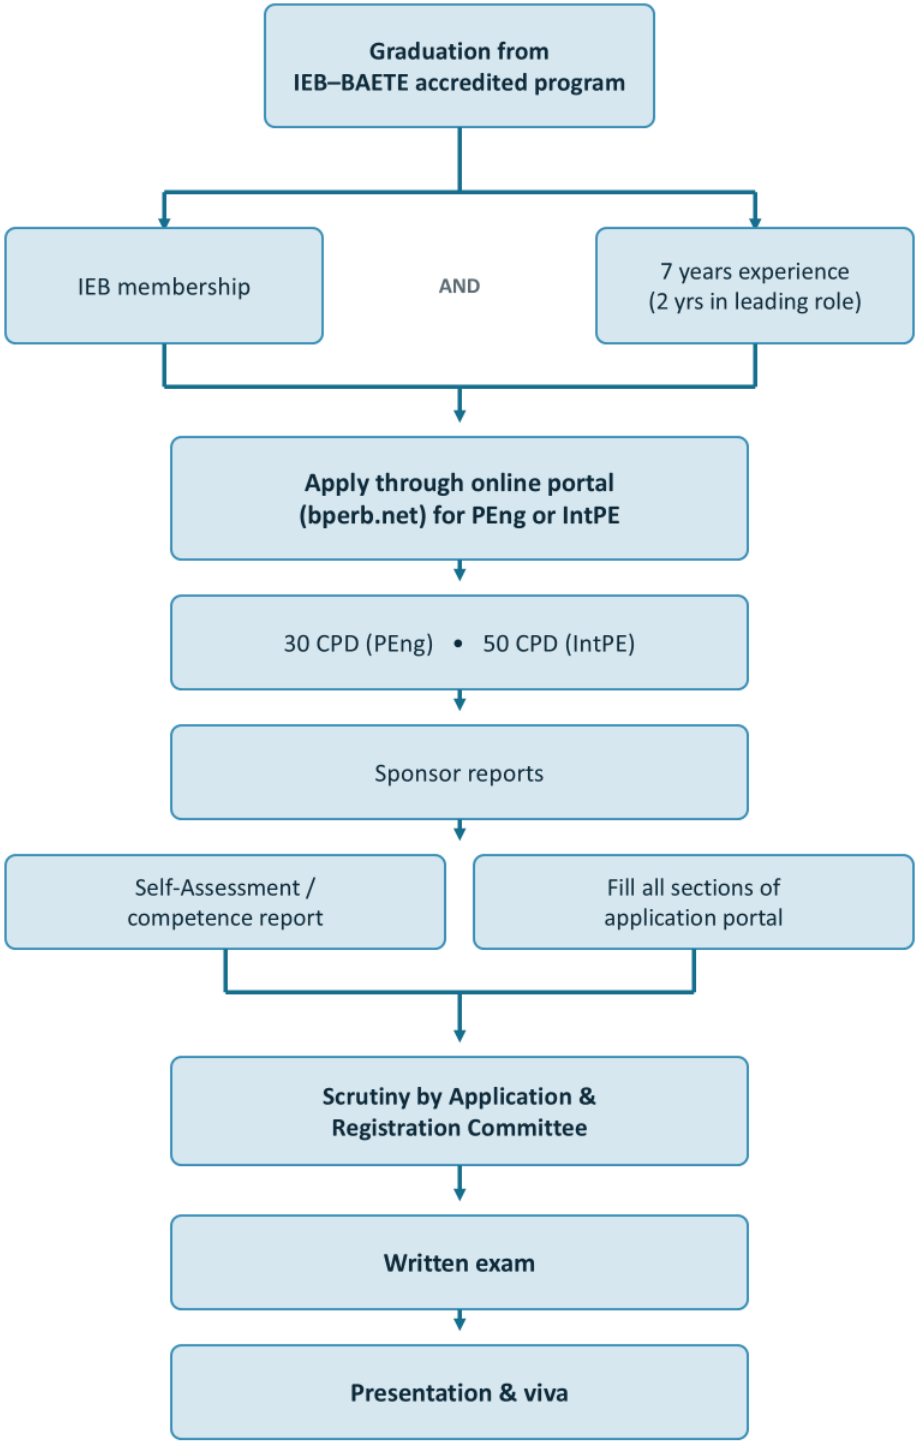 Graduation from
IEB–BAETE accredited program
IEB membership
AND
7 years experience
(2 yrs in leading role)
Apply through online portal
(bperb.net) for PEng or IntPE
30 CPD (PEng) • 50 CPD (IntPE)
Sponsor reports
Self-Assessment /
competence report
Fill all sections of
application portal
Scrutiny by Application &
Registration Committee
Written exam
Presentation & viva